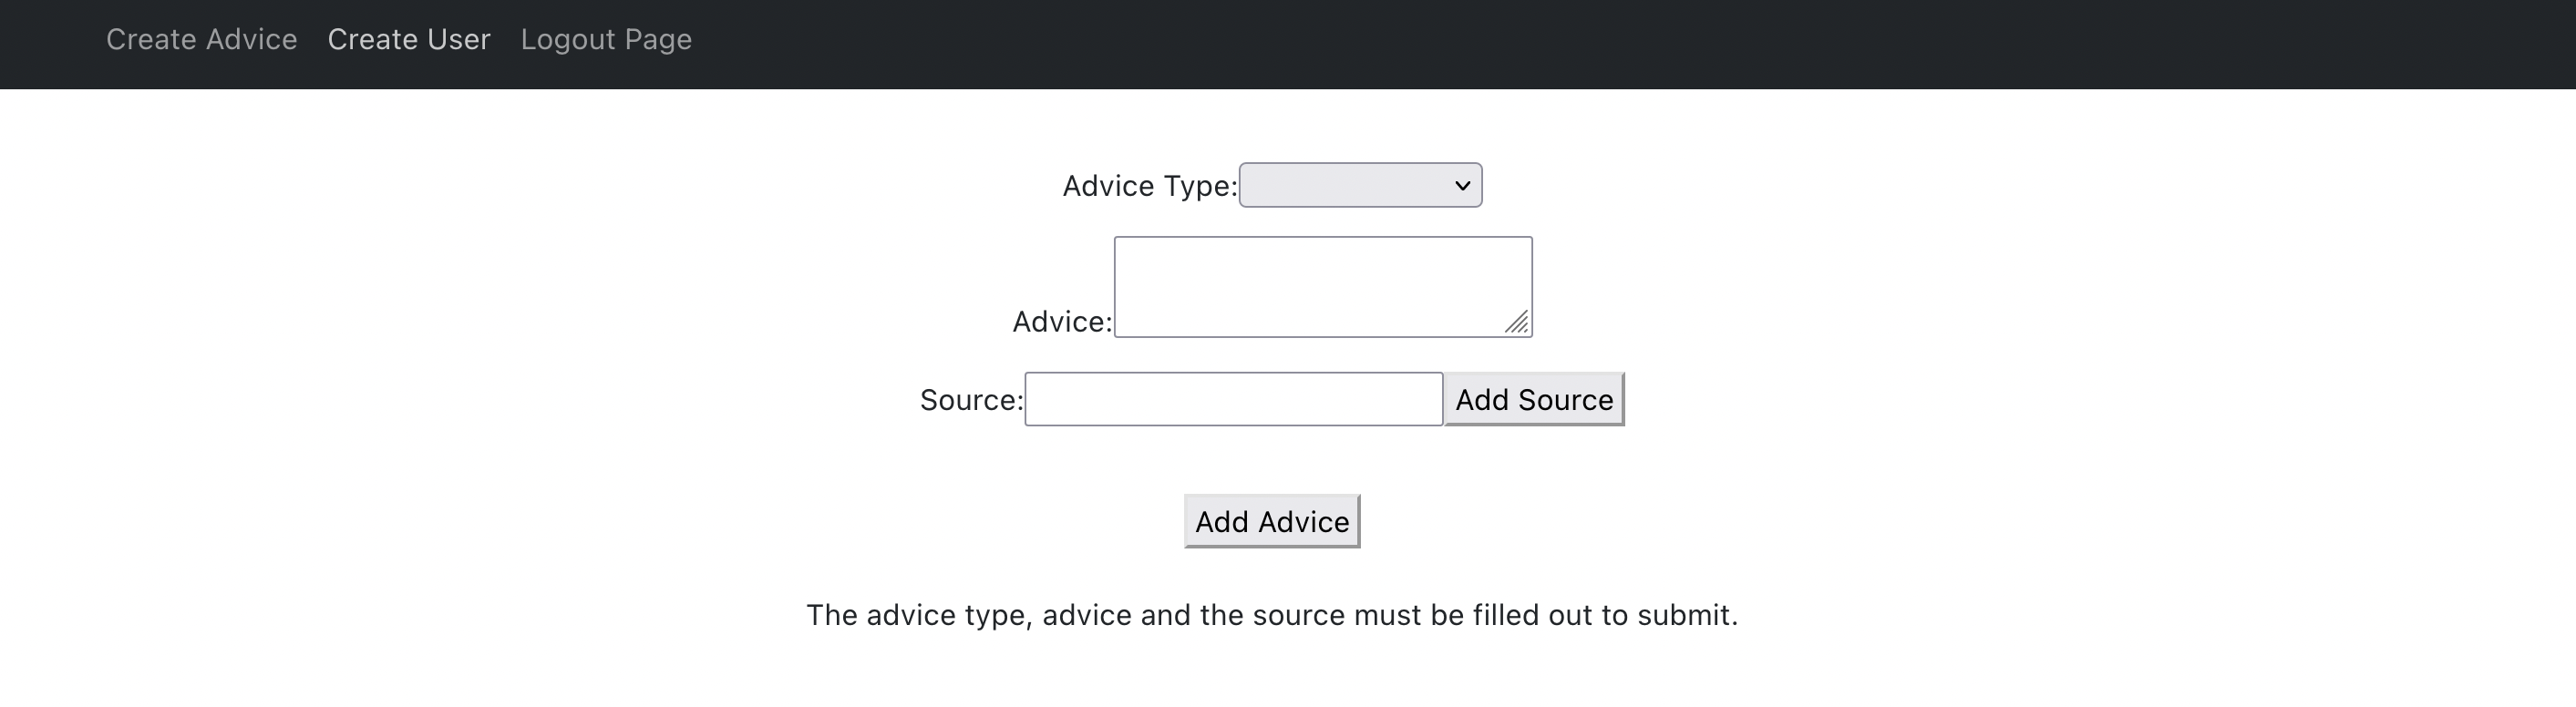 Create Advice Create User Logout Page
Advice Type:
Advice:
Source: Add Source
Add Advice
The advice type, advice and the source must be filled out to submit.